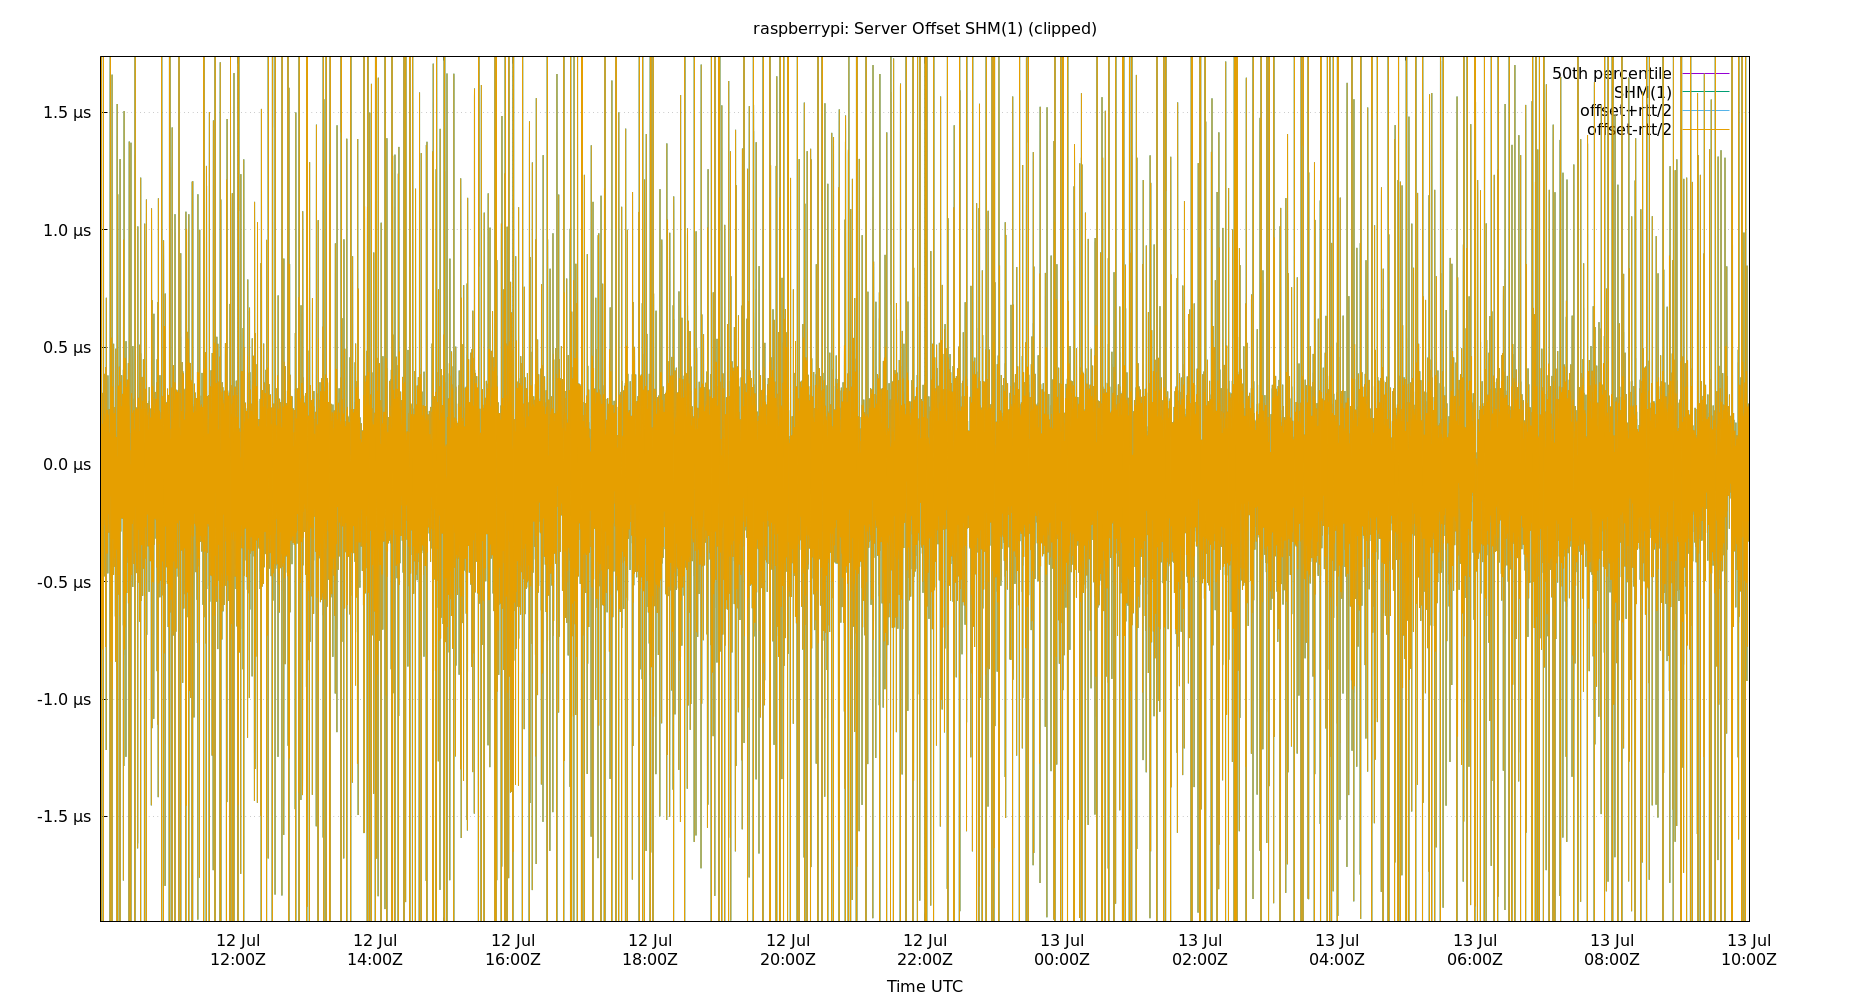 raspberrypi: Server Offset SHM(1) (clipped)
50th percentile
SHM(1)
offset+rtt/2
offset-rtt/2
1.5 µs
1.0 µs
0.5 µs
0.0 µs
-0.5 µs
-1.0 µs
-1.5 µs
12 Jul 12 Jul 12 Jul 12 Jul 12 Jul 12 Jul 13 Jul 13 Jul 13 Jul 13 Jul 13 Jul 13 Jul
12:00Z 14:00Z 16:00Z 18:00Z 20:00Z 22:00Z 00:00Z 02:00Z 04:00Z 06:00Z 08:00Z 10:00Z
Time UTC